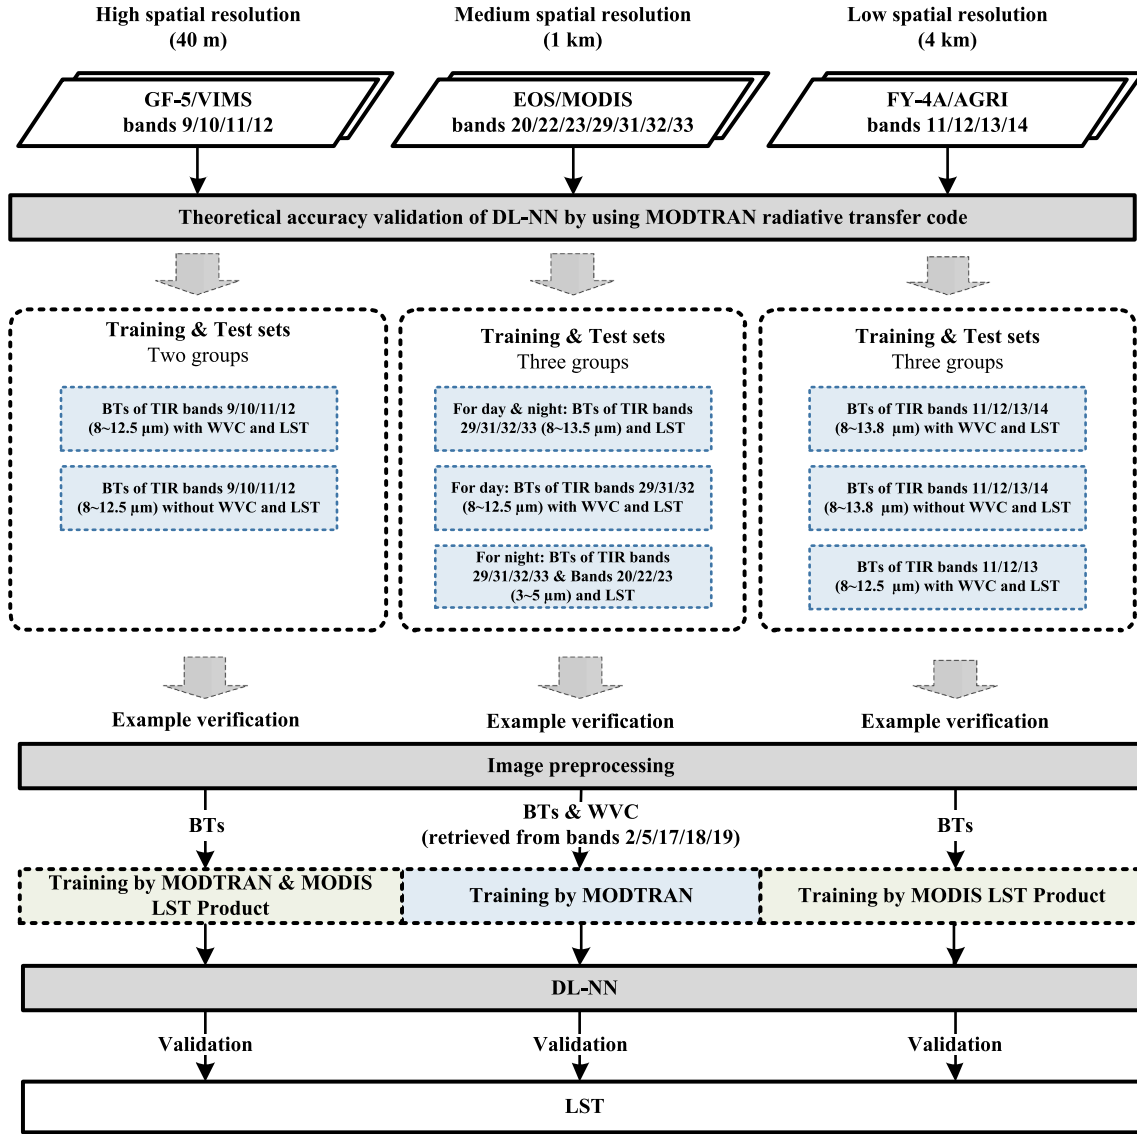 High spatial resolution
(40 m)
Medium spatial resolution
(1 km)
Low spatial resolution
(4 km)
GF-5/VIMS
bands 9/10/11/12
EOS/MODIS
bands 20/22/23/29/31/32/33
FY-4A/AGRI
bands 11/12/13/14
Theoretical accuracy validation of DL-NN by using MODTRAN radiative transfer code
Training & Test sets
Two groups
BTs of TIR bands 9/10/11/12
(8~12.5 μm) with WVC and LST
BTs of TIR bands 9/10/11/12
(8~12.5 μm) without WVC and LST
Training & Test sets
Three groups
For day & night: BTs of TIR bands
29/31/32/33 (8~13.5 μm) and LST
For day: BTs of TIR bands 29/31/32
(8~12.5 μm) with WVC and LST
For night: BTs of TIR bands
29/31/32/33 & Bands 20/22/23
(3~5 μm) and LST
Training & Test sets
Three groups
BTs of TIR bands 11/12/13/14
(8~13.8 μm) with WVC and LST
BTs of TIR bands 11/12/13/14
(8~13.8 μm) without WVC and LST
BTs of TIR bands 11/12/13
(8~12.5 μm) with WVC and LST
Example verification
Example verification
Example verification
Image preprocessing
BTs
BTs & WVC
(retrieved from bands 2/5/17/18/19)
BTs
Training by MODTRAN & MODIS
LST Product
Training by MODTRAN
Training by MODIS LST Product
DL-NN
Validation
Validation
Validation
LST